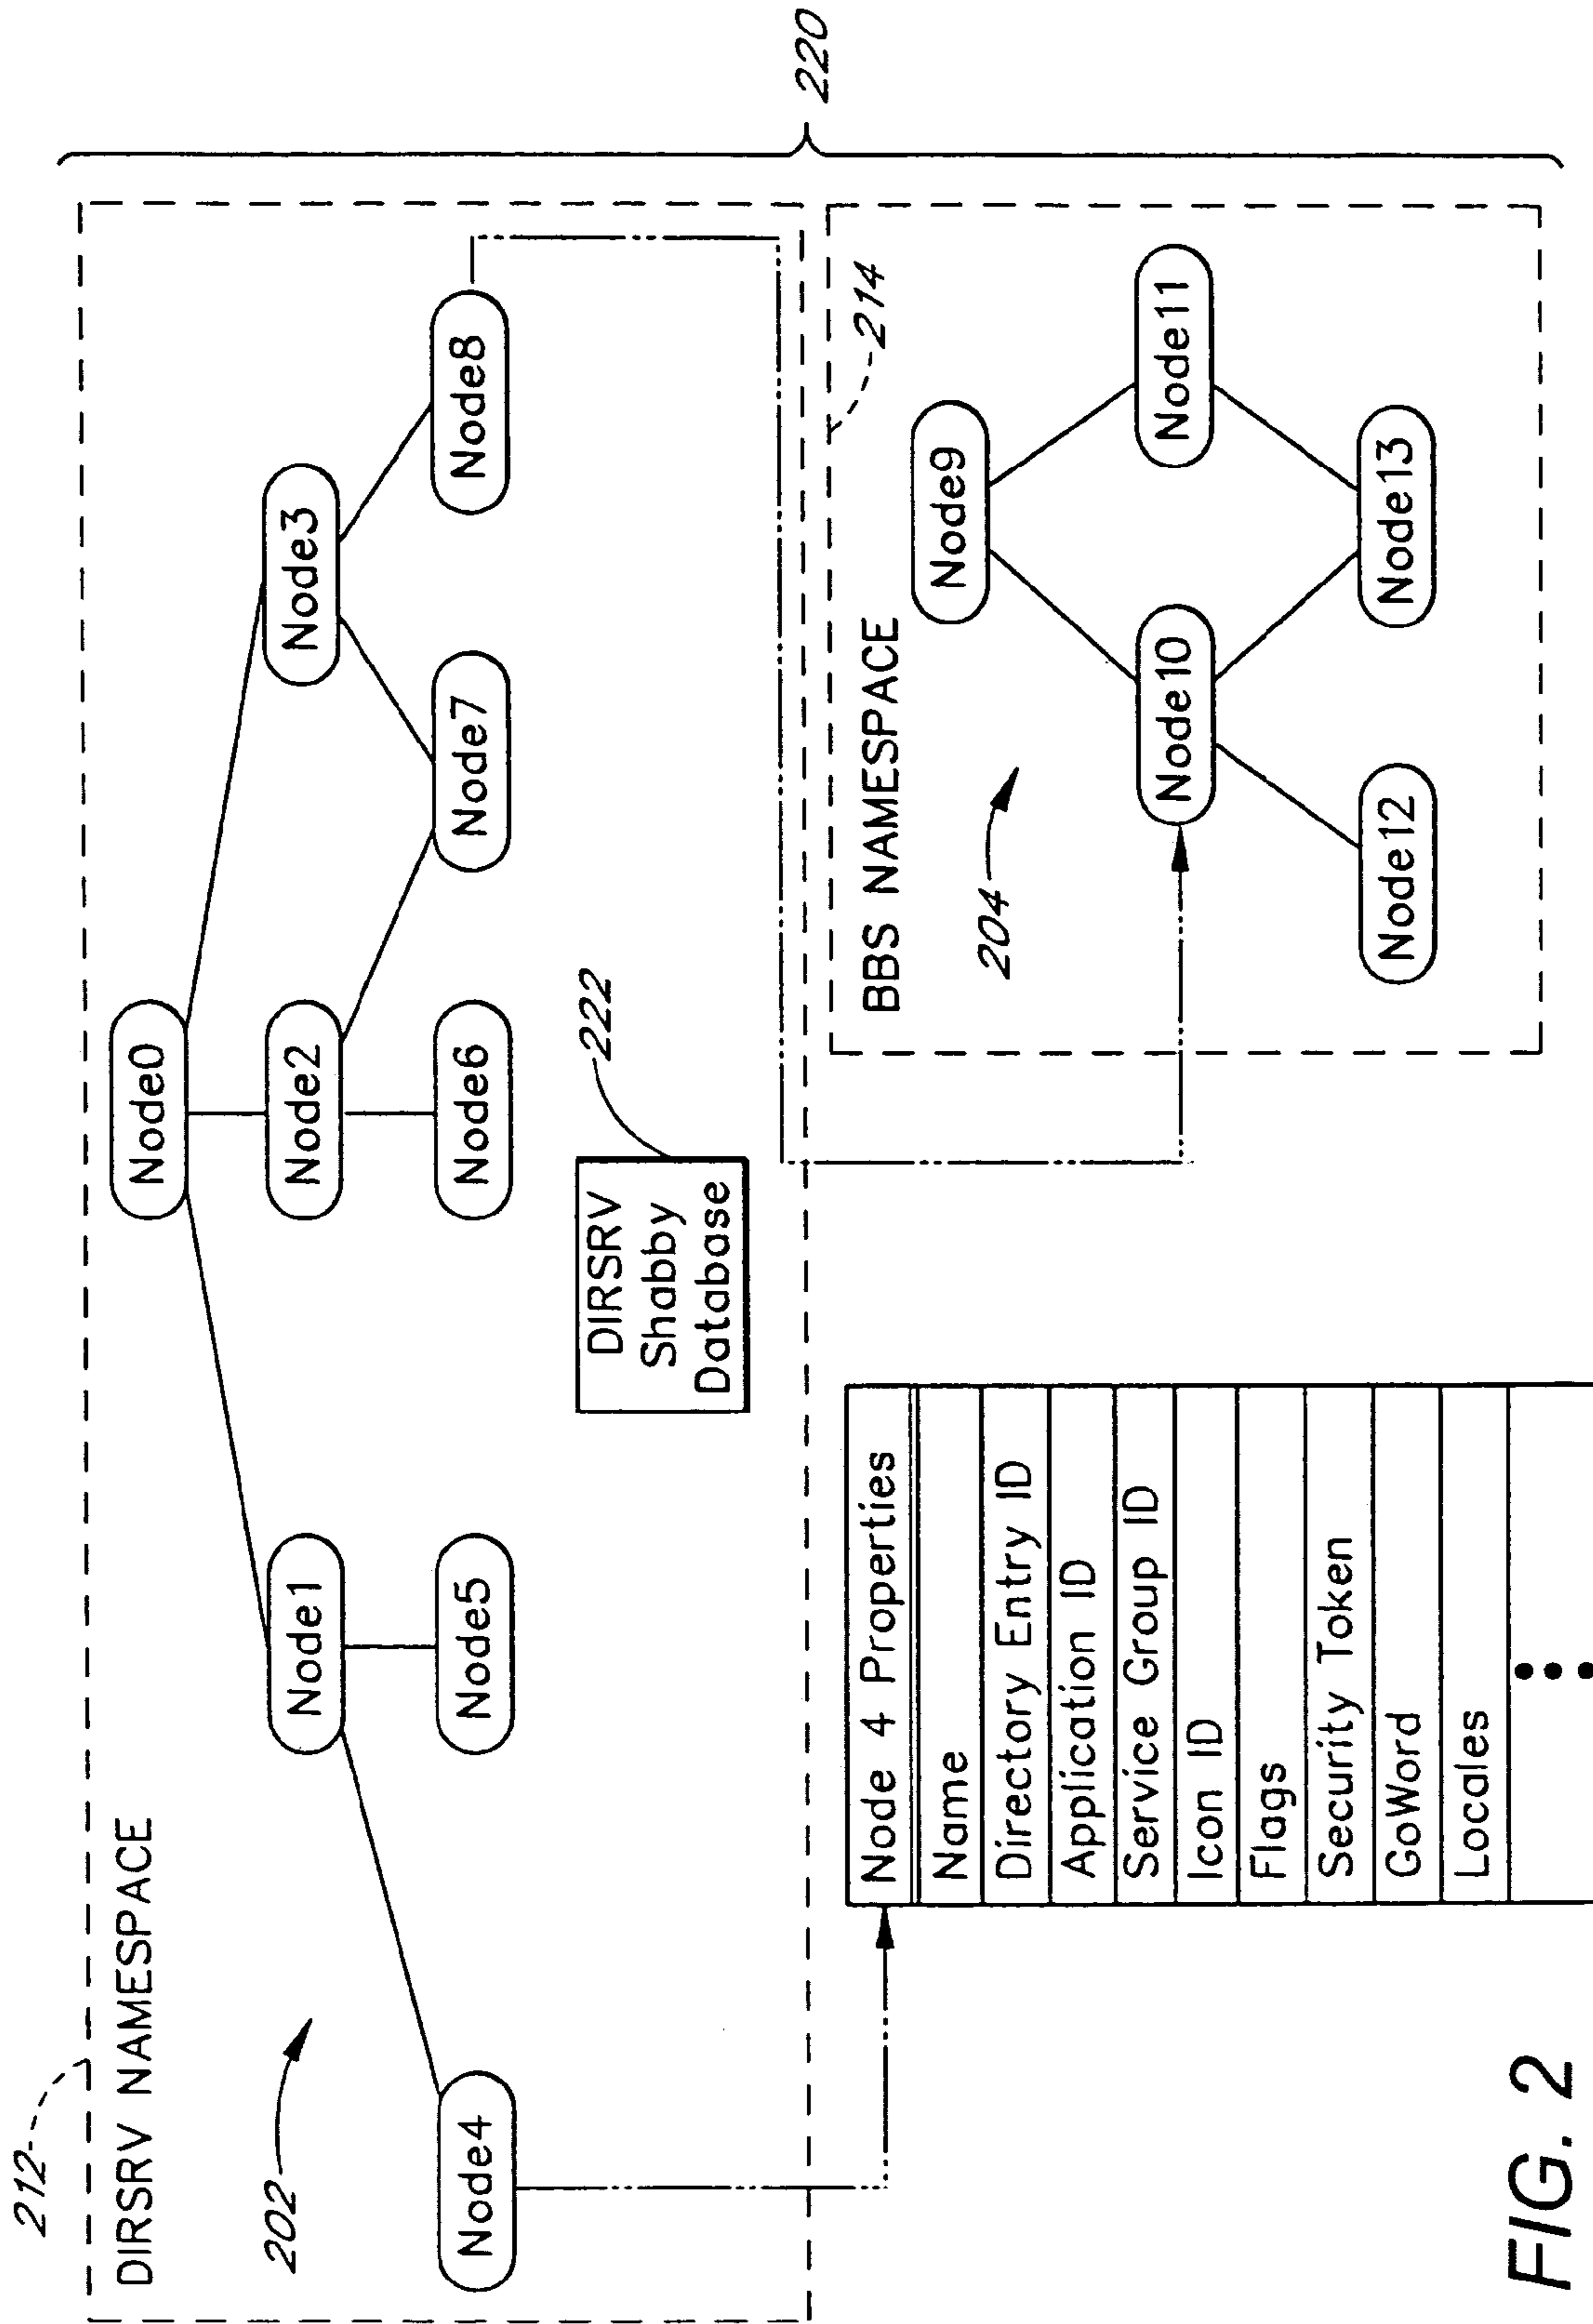 212
DIRSRV NAMESPACE
202
Node0
Node1
Node2
Node3
Node4
Node5
Node6
Node7
Node8
DIRSRV
Shabby
Database
222
220
Node 4 Properties
Name
Directory Entry ID
Application ID
Service Group ID
Icon ID
Flags
Security Token
GoWord
Locales
BBS NAMESPACE
214
204
Node9
Node10
Node11
Node12
Node13
FIG. 2